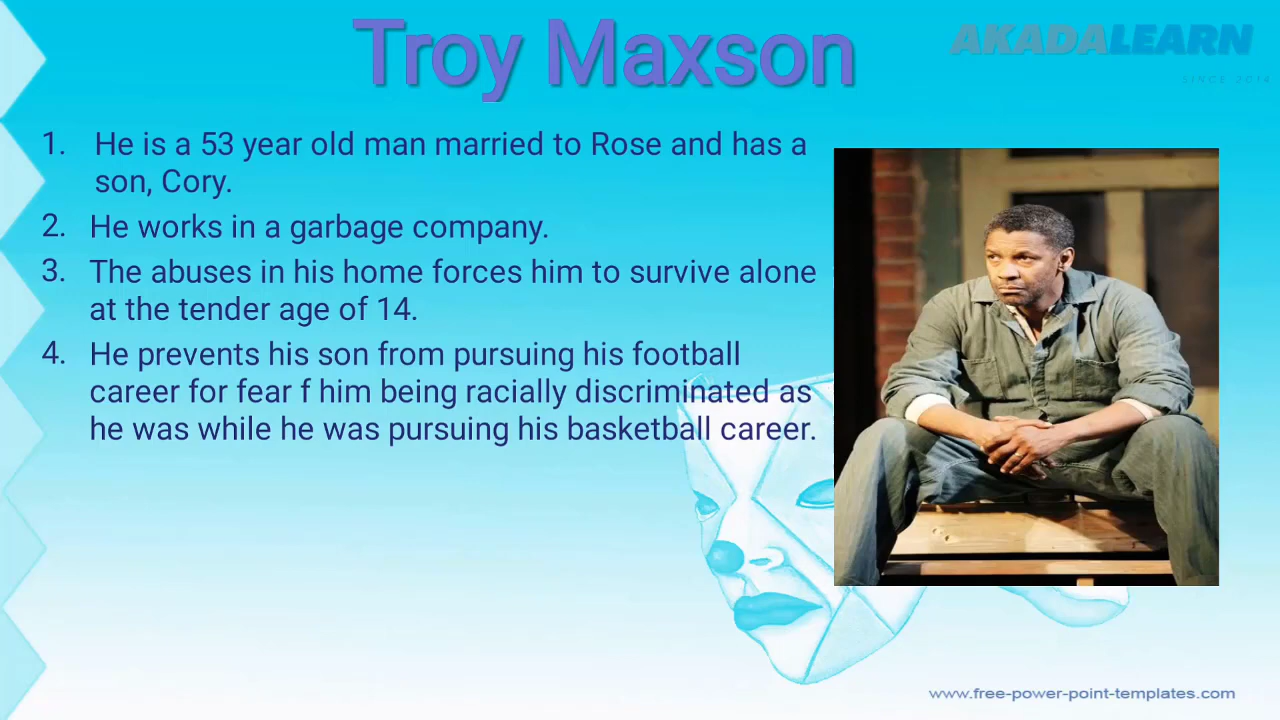 Troy Maxson
AKADALEARN
SINCE 2014
1. He is a 53 year old man married to Rose and has a
son, Cory.
2. He works in a garbage company.
3. The abuses in his home forces him to survive alone
at the tender age of 14.
4. He prevents his son from pursuing his football
career for fear f him being racially discriminated as
he was while he was pursuing his basketball career.
www.free-power-point-templates.com